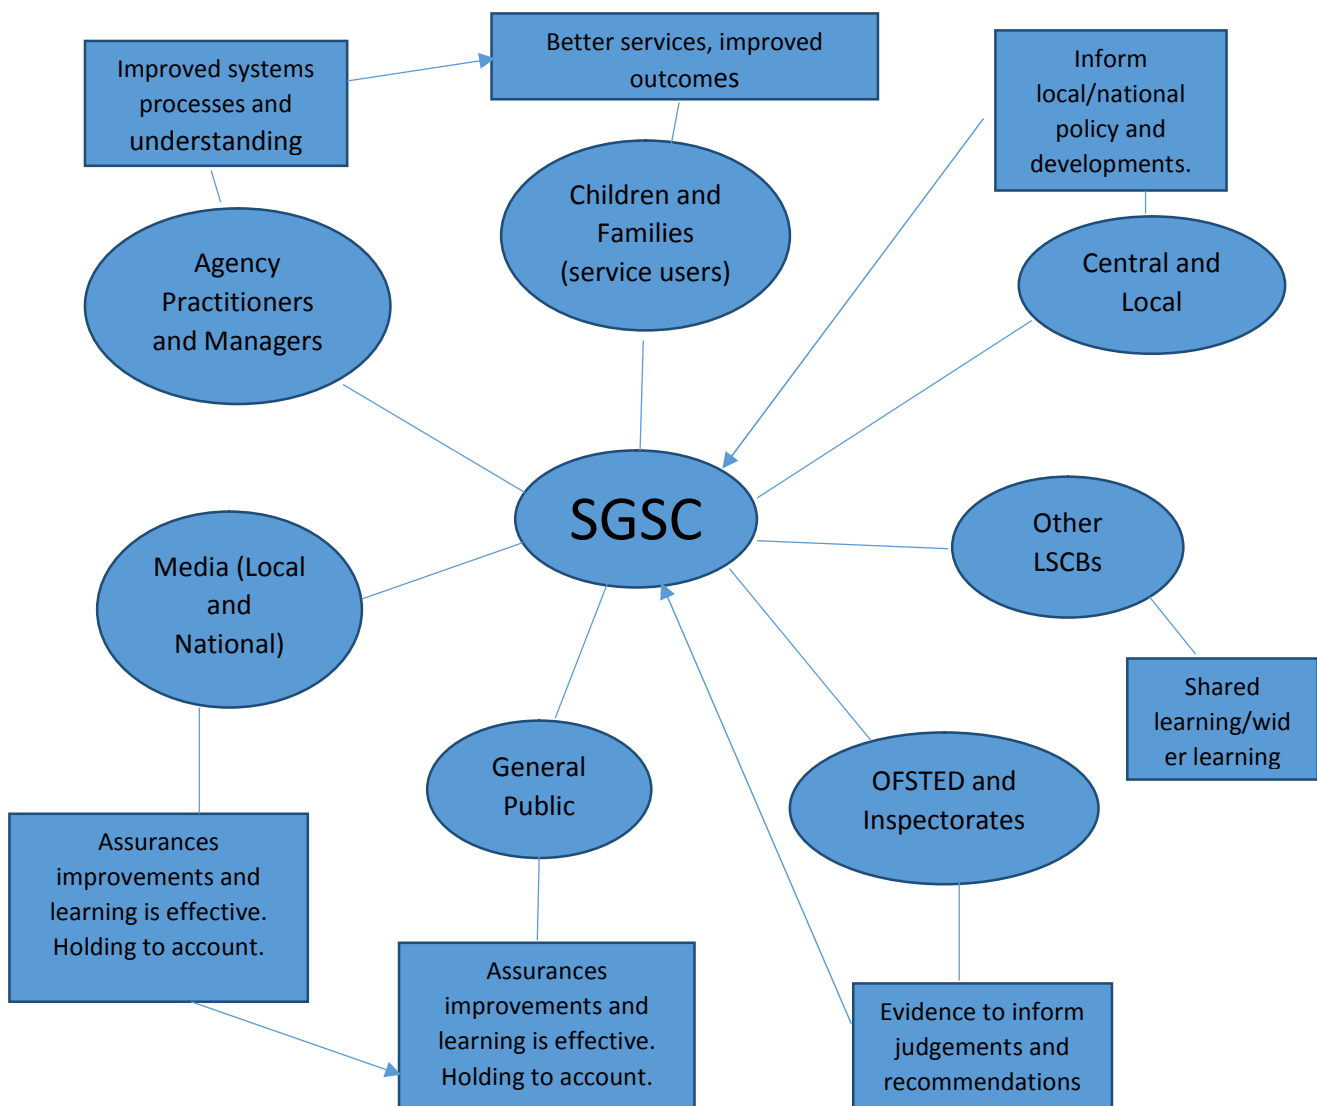 Improved systems
processes and
understanding
Better services, improved
outcomes
Inform
local/national
policy and
developments.
Agency
Practitioners
and Managers
Children and
Families
(service users)
Central and
Local
SGSC
Media (Local
and
National)
Other
LSCBs
Shared
learning/wid
er learning
General
Public
OFSTED and
Inspectorates
Assurances
improvements and
learning is effective.
Holding to account.
Assurances
improvements and
learning is effective.
Holding to account.
Evidence to inform
judgements and
recommendations